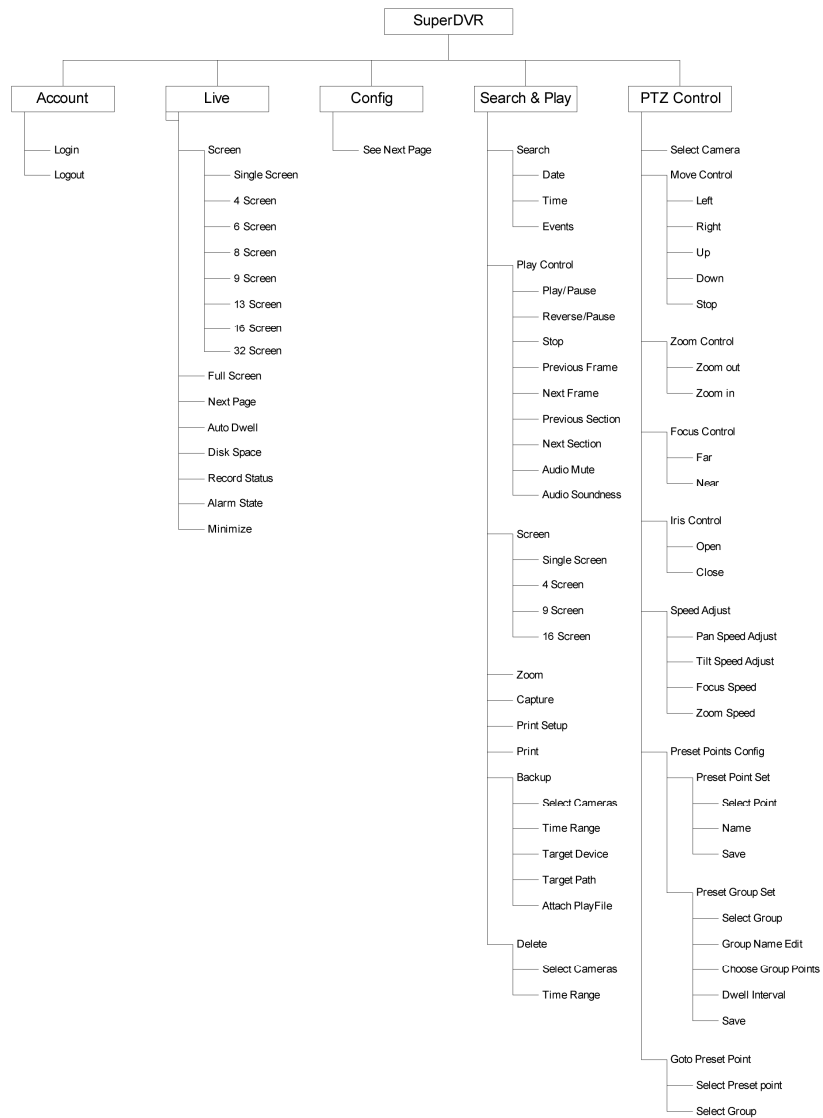 SuperDVR
Account
Login
Logout
Live
Screen
Single Screen
4 Screen
6 Screen
8 Screen
9 Screen
13 Screen
16 Screen
32 Screen
Full Screen
Next Page
Auto Dwell
Disk Space
Record Status
Alarm State
Minimize
Config
See Next Page
Search & Play
Search
Date
Time
Events
Play Control
Play/Pause
Reverse/Pause
Stop
Previous Frame
Next Frame
Previous Section
Next Section
Audio Mute
Audio Soundness
Screen
Single Screen
4 Screen
9 Screen
16 Screen
Zoom
Capture
Print Setup
Print
Backup
Select Cameras
Time Range
Target Device
Target Path
Attach PlayFile
Delete
Select Cameras
Time Range
PTZ Control
Select Camera
Move Control
Left
Right
Up
Down
Stop
Zoom Control
Zoom out
Zoom in
Focus Control
Far
Near
Iris Control
Open
Close
Speed Adjust
Pan Speed Adjust
Tilt Speed Adjust
Focus Speed
Zoom Speed
Preset Points Config
Preset Point Set
Select Point
Name
Save
Preset Group Set
Select Group
Group Name Edit
Choose Group Points
Dwell Interval
Save
Goto Preset Point
Select Preset point
Select Group